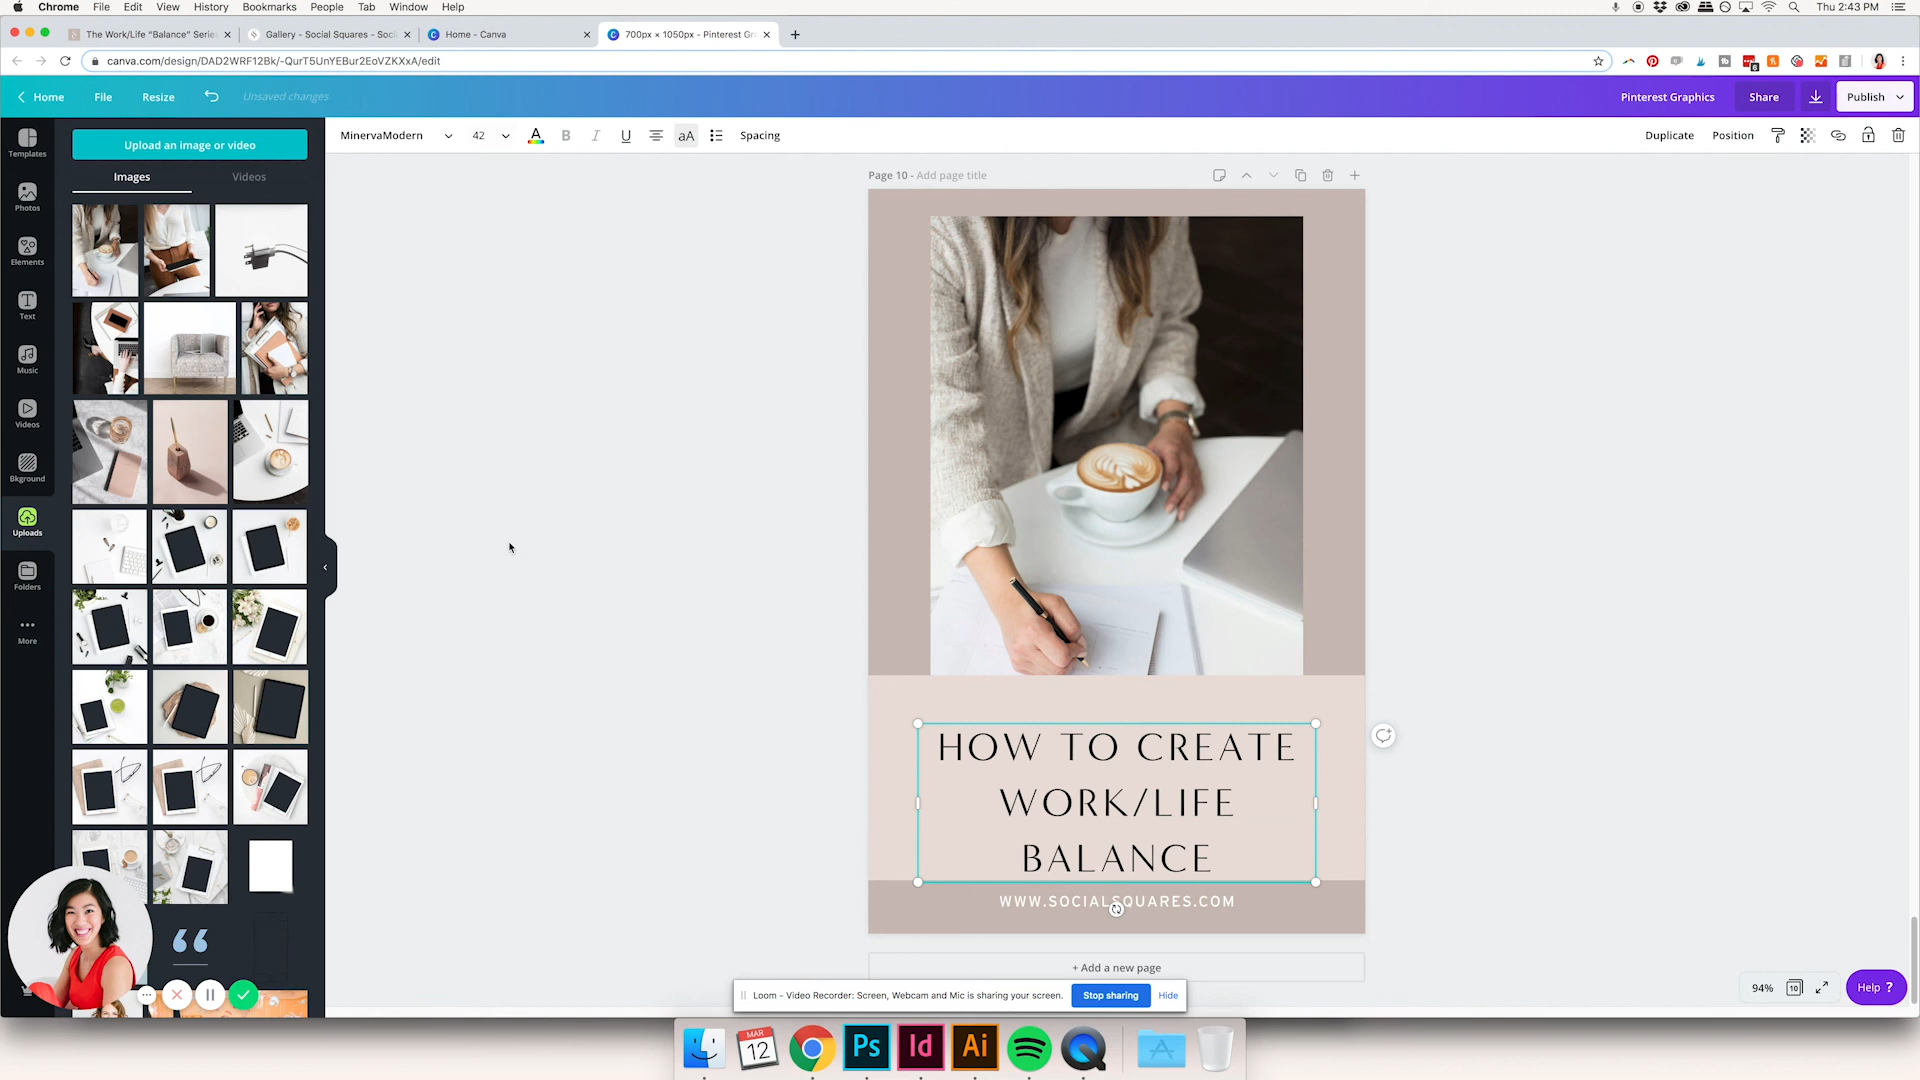 Chrome File Edit View History Bookmarks People Tab Window Help
Thu 2:43 PM
The Work/Life “Balance” Serie
Gallery - Social Squares - Soci
Home - Canva
700px × 1050px - Pinterest Gr
canva.com/design/DAD2WRF12Bk/-QurT5UnYEBur2EoVZKXxA/edit
Home File Resize Unsaved changes
Pinterest Graphics Share Publish
Templates
Photos
Elements
Text
Music
Videos
Bkground
Uploads
Folders
More
Upload an image or video
Images Videos
MinervaModern 42 A B I U aA Spacing
Duplicate Position
Page 10 - Add page title
HOW TO CREATE
WORK/LIFE
BALANCE
WWW.SOCIALSQUARES.COM
+ Add a new page
Loom - Video Recorder: Screen, Webcam and Mic is sharing your screen. Stop sharing Hide
94% 10 Help ?
MAR
12
Ps
Id
Ai